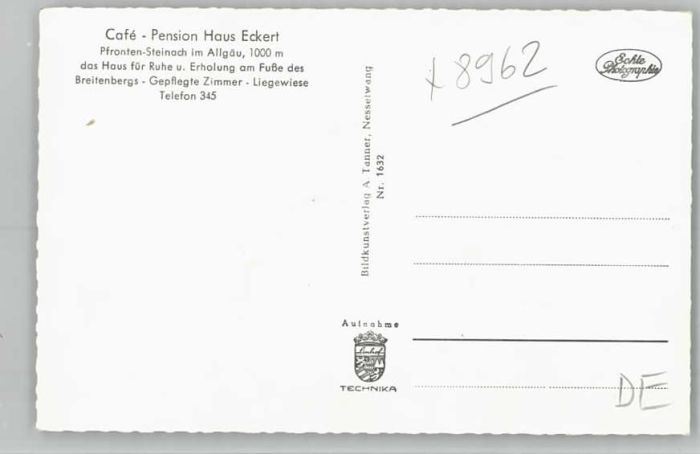 Café - Pension Haus Eckert
Pfronten-Steinach im Allgäu, 1000 m
das Haus für Ruhe u. Erholung am Fuße des
Breitenbergs - Gepflegte Zimmer - Liegewiese
Telefon 345
Bildkunstverlag A Tanner, Nesselwang
Nr. 1632
x 8962
Echte
Photographie
Aufnahme
Linhof
TECHNIKA
DE